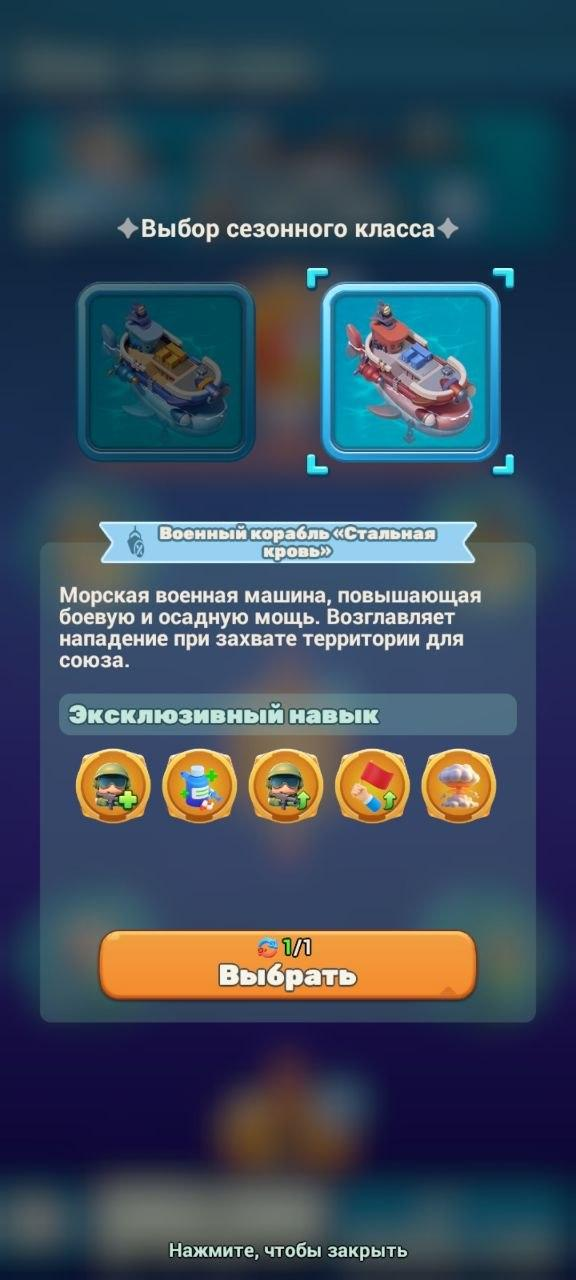 Выбор сезонного класса
Военный корабль «Стальная
кровь»
Морская военная машина, повышающая
боевую и осадную мощь. Возглавляет
нападение при захвате территории для
союза.
Эксклюзивный навык
1/1
Выбрать
Нажмите, чтобы закрыть